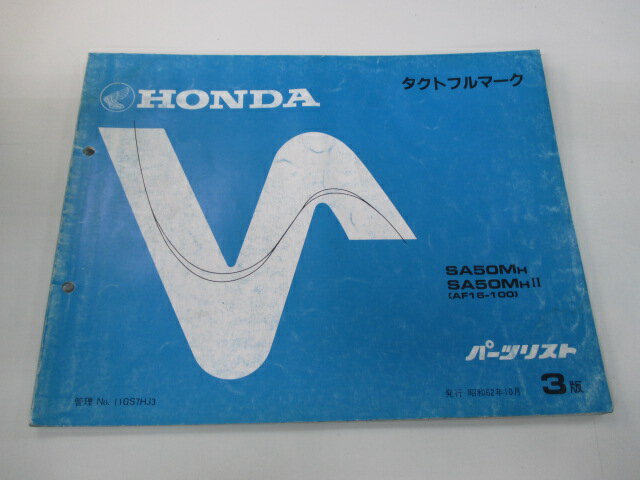 HONDA
タクトフルマーク
SA50MH
SA50MHII
(AF16-100)
パーツリスト
3版
管理 No. 11GS7HJ3
発行 昭和62年10月